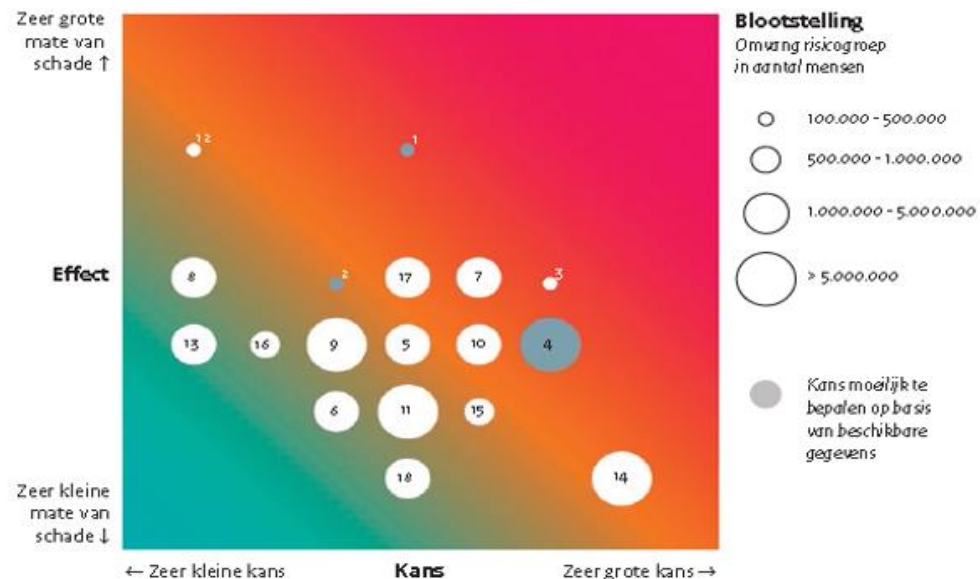 Zeer grote
mate van
schade ↑
Effect
Zeer kleine
mate van
schade ↓
← Zeer kleine kans
Kans
Zeer grote kans →
12
1
8
2
17
7
3
13
16
9
5
10
4
6
11
15
18
14
Blootstelling
Omvang risicogroep
in aantal mensen
100.000 - 500.000
500.000 - 1.000.000
1.000.000 - 5.000.000
> 5.000.000
Kans moeilijk te
bepalen op basis
van beschikbare
gegevens